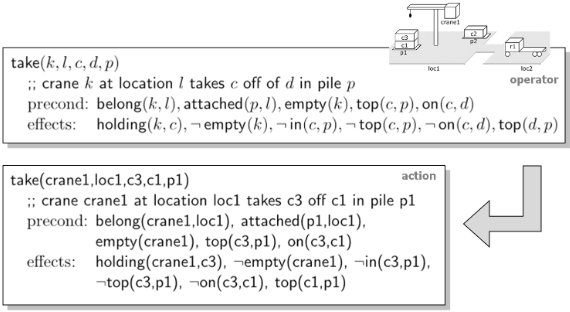 crane1
c3
c1
p1
c2
p2
r1
loc1
loc2
take(k, l, c, d, p)
;; crane k at location l takes c off of d in pile p
precond: belong(k, l), attached(p, l), empty(k), top(c, p), on(c, d)
effects: holding(k, c), ¬ empty(k), ¬ in(c, p), ¬ top(c, p), ¬ on(c, d), top(d, p)
operator
take(crane1,loc1,c3,c1,p1)
action
;; crane crane1 at location loc1 takes c3 off c1 in pile p1
precond: belong(crane1,loc1), attached(p1,loc1),
empty(crane1), top(c3,p1), on(c3,c1)
effects: holding(crane1,c3), ¬empty(crane1), ¬in(c3,p1),
¬top(c3,p1), ¬on(c3,c1), top(c1,p1)